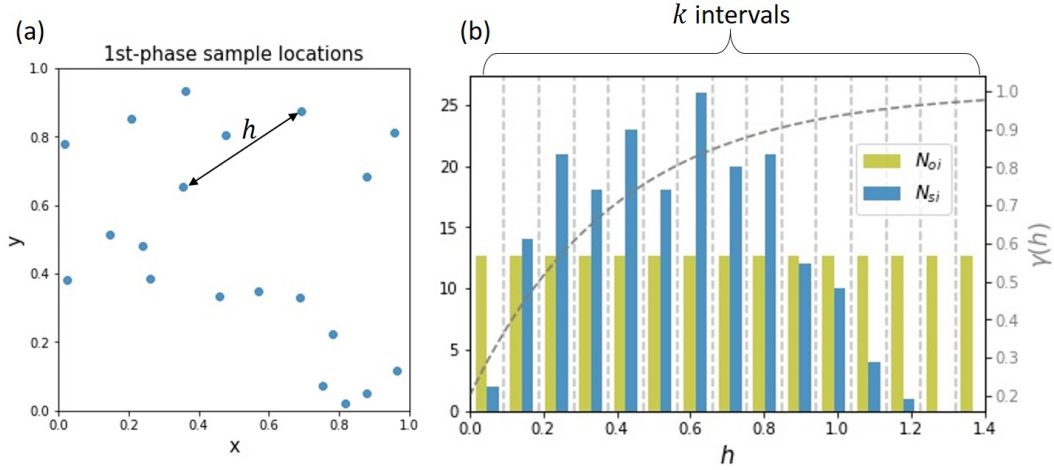 (a)
1st-phase sample locations
1.0
0.8
0.6
0.4
0.2
0.0
y
h
0.0 0.2 0.4 0.6 0.8 1.0
x
(b)
k intervals
25
20
15
10
5
0
N_oi
N_si
1.0
0.9
0.8
0.7
0.6
0.5
0.4
0.3
0.2
γ(h)
0.0 0.2 0.4 0.6 0.8 1.0 1.2 1.4
h